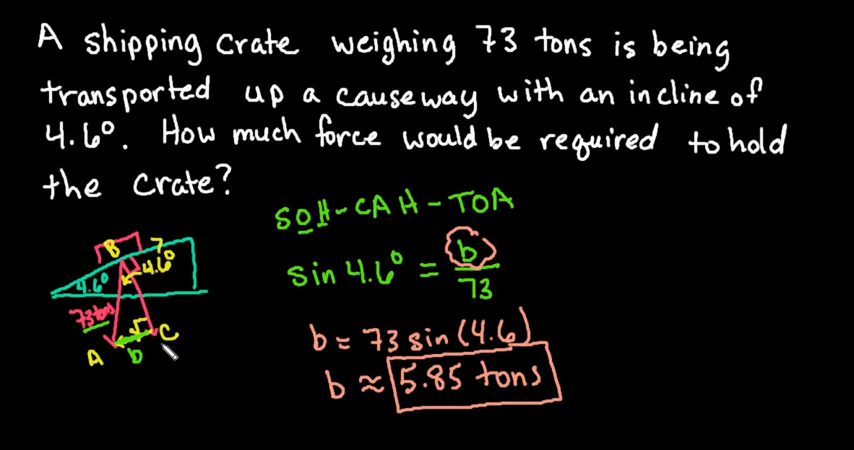 A shipping crate weighing 73 tons is being
transported up a causeway with an incline of
4.6°. How much force would be required to hold
the crate?
SOH-CAH-TOA
sin 4.6° = b/73
b = 73 sin(4.6)
b ≈ 5.85 tons
B
4.6°
4.6°
73 tons
C
A
b